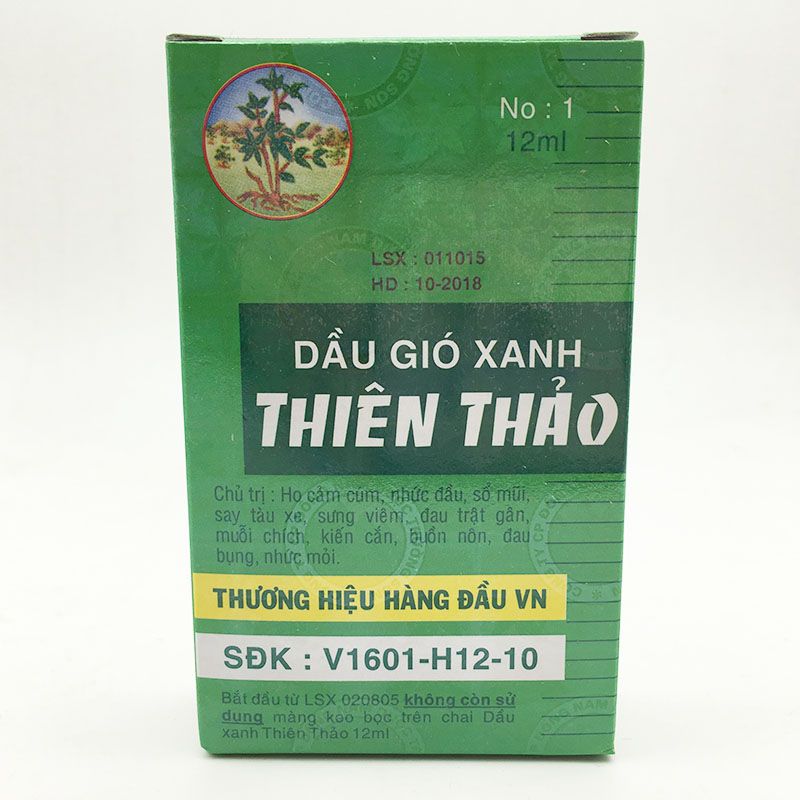 No : 1
12ml
LSX : 011015
HD : 10-2018
DẦU GIÓ XANH
THIÊN THẢO
Chủ trị : Ho cảm cúm, nhức đầu, sổ mũi,
say tàu xe, sưng viêm, đau trật gân,
muỗi chích, kiến cắn, buồn nôn, đau
bụng, nhức mỏi.
THƯƠNG HIỆU HÀNG ĐẦU VN
SĐK : V1601-H12-10
Bắt đầu từ LSX 020805 không còn sử
dụng màng keo bọc trên chai Dầu
xanh Thiên Thảo 12ml